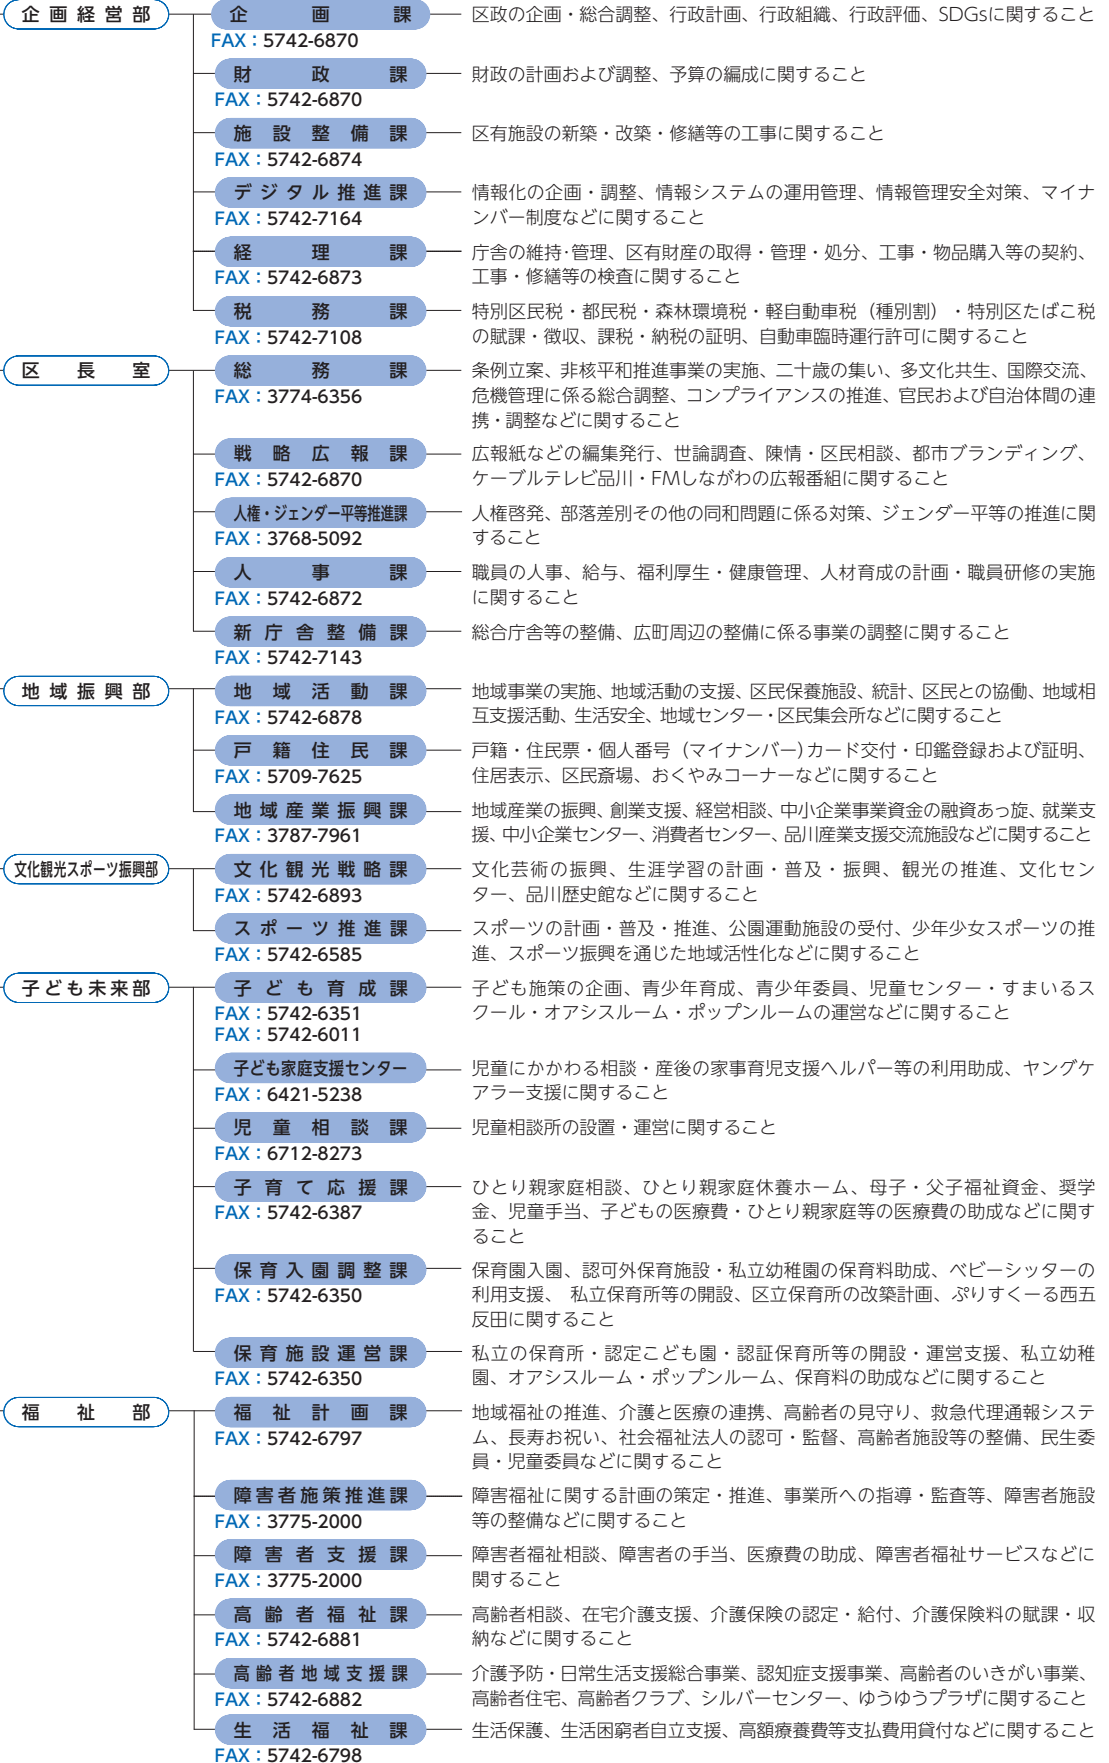 企画経営部
企画課
区政の企画・総合調整、行政計画、行政組織、行政評価、SDGsに関すること
FAX：5742-6870
財政課
財政の計画および調整、予算の編成に関すること
FAX：5742-6870
施設整備課
区有施設の新築・改築・修繕等の工事に関すること
FAX：5742-6874
デジタル推進課
情報化の企画・調整、情報システムの運用管理、情報管理安全対策、マイナ
ンバー制度などに関すること
FAX：5742-7164
経理課
庁舎の維持・管理、区有財産の取得・管理・処分、工事・物品購入等の契約、
工事・修繕等の検査に関すること
FAX：5742-6873
税務課
特別区民税・都民税・森林環境税・軽自動車税（種別割）・特別区たばこ税
の賦課・徴収、課税・納税の証明、自動車臨時運行許可に関すること
FAX：5742-7108
区長室
総務課
条例立案、非核平和推進事業の実施、二十歳の集い、多文化共生、国際交流、
危機管理に係る総合調整、コンプライアンスの推進、官民および自治体間の連
携・調整などに関すること
FAX：3774-6356
戦略広報課
広報紙などの編集発行、世論調査、陳情・区民相談、都市ブランディング、
ケーブルテレビ品川・FMしながわの広報番組に関すること
FAX：5742-6870
人権・ジェンダー平等推進課
人権啓発、部落差別その他の同和問題に係る対策、ジェンダー平等の推進に関
すること
FAX：3768-5092
人事課
職員の人事、給与、福利厚生・健康管理、人材育成の計画・職員研修の実施
に関すること
FAX：5742-6872
新庁舎整備課
総合庁舎等の整備、広町周辺の整備に係る事業の調整に関すること
FAX：5742-7143
地域振興部
地域活動課
地域事業の実施、地域活動の支援、区民保養施設、統計、区民との協働、地域相
互支援活動、生活安全、地域センター・区民集会所などに関すること
FAX：5742-6878
戸籍住民課
戸籍・住民票・個人番号（マイナンバー）カード交付・印鑑登録および証明、
住居表示、区民斎場、おくやみコーナーなどに関すること
FAX：5709-7625
地域産業振興課
地域産業の振興、創業支援、経営相談、中小企業事業資金の融資あっ旋、就業支
援、中小企業センター、消費者センター、品川産業支援交流施設などに関すること
FAX：3787-7961
文化観光スポーツ振興部
文化観光戦略課
文化芸術の振興、生涯学習の計画・普及・振興、観光の推進、文化セン
ター、品川歴史館などに関すること
FAX：5742-6893
スポーツ推進課
スポーツの計画・普及・推進、公園運動施設の受付、少年少女スポーツの推
進、スポーツ振興を通じた地域活性化などに関すること
FAX：5742-6585
子ども未来部
子ども育成課
子ども施策の企画、青少年育成、青少年委員、児童センター・すまいるス
クール・オアシスルーム・ポップンルームの運営などに関すること
FAX：5742-6351
FAX：5742-6011
子ども家庭支援センター
児童にかかわる相談・産後の家事育児支援ヘルパー等の利用助成、ヤングケ
アラー支援に関すること
FAX：6421-5238
児童相談課
児童相談所の設置・運営に関すること
FAX：6712-8273
子育て応援課
ひとり親家庭相談、ひとり親家庭休養ホーム、母子・父子福祉資金、奨学
金、児童手当、子どもの医療費・ひとり親家庭等の医療費の助成などに関す
ること
FAX：5742-6387
保育入園調整課
保育園入園、認可外保育施設・私立幼稚園の保育料助成、ベビーシッターの
利用支援、 私立保育所等の開設、区立保育所の改築計画、ぷりすくーる西五
反田に関すること
FAX：5742-6350
保育施設運営課
私立の保育所・認定こども園・認証保育所等の開設・運営支援、私立幼稚
園、オアシスルーム・ポップンルーム、保育料の助成などに関すること
FAX：5742-6350
福祉部
福祉計画課
地域福祉の推進、介護と医療の連携、高齢者の見守り、救急代理通報システ
ム、長寿お祝い、社会福祉法人の認可・監督、高齢者施設等の整備、民生委
員・児童委員などに関すること
FAX：5742-6797
障害者施策推進課
障害福祉に関する計画の策定・推進、事業所への指導・監査等、障害者施設
等の整備などに関すること
FAX：3775-2000
障害者支援課
障害者福祉相談、障害者の手当、医療費の助成、障害者福祉サービスなどに
関すること
FAX：3775-2000
高齢者福祉課
高齢者相談、在宅介護支援、介護保険の認定・給付、介護保険料の賦課・収
納などに関すること
FAX：5742-6881
高齢者地域支援課
介護予防・日常生活支援総合事業、認知症支援事業、高齢者のいきがい事業、
高齢者住宅、高齢者クラブ、シルバーセンター、ゆうゆうプラザに関すること
FAX：5742-6882
生活福祉課
生活保護、生活困窮者自立支援、高額療養費等支払費用貸付などに関すること
FAX：5742-6798